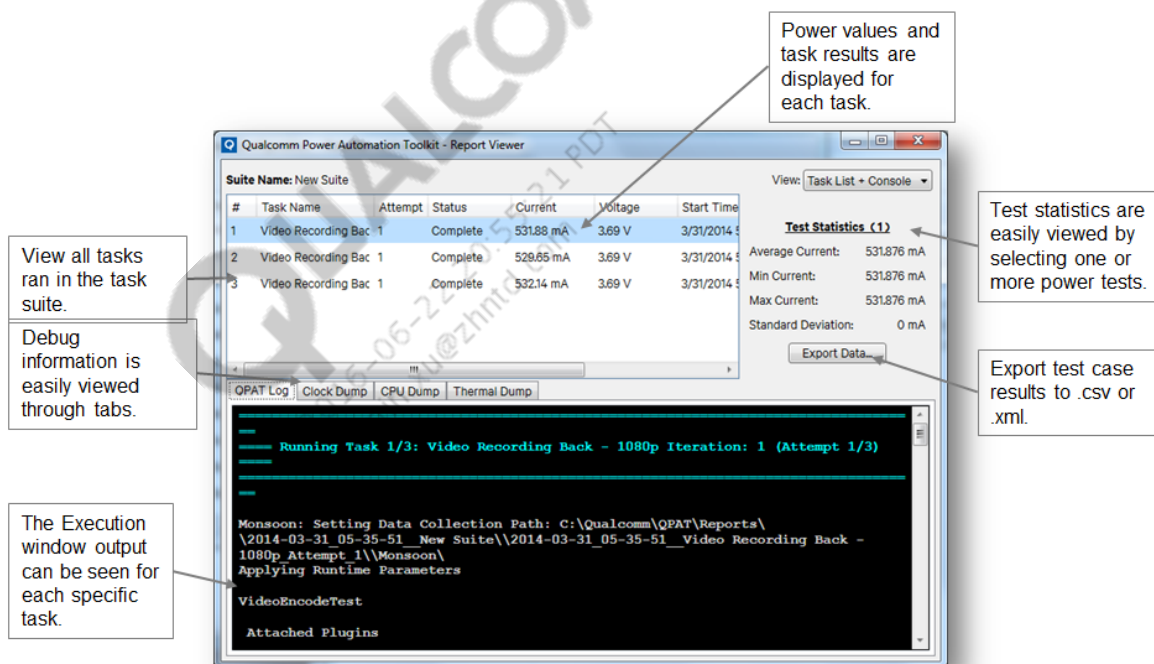 Power values and
task results are
displayed for
each task.
QUALCO
Qualcomm Power Automation Toolkit - Report Viewer
Suite Name: New Suite
View: Task List + Console
# Task Name Attempt Status Current Voltage Start Time
1 Video Recording Bac 1 Complete 531.88 mA 3.69 V 3/31/2014 5
2 Video Recording Bac 1 Complete 529.65 mA 3.69 V 3/31/2014 5
3 Video Recording Bac 1 Complete 532.14 mA 3.69 V 3/31/2014 5
Test Statistics (1)
Average Current: 531.876 mA
Min Current: 531.876 mA
Max Current: 531.876 mA
Standard Deviation: 0 mA
Export Data...
Test statistics are
easily viewed by
selecting one or
more power tests.
View all tasks
ran in the task
suite.
Debug
information is
easily viewed
through tabs.
Export test case
results to .csv or
.xml.
QPAT Log Clock Dump CPU Dump Thermal Dump
==== Running Task 1/3: Video Recording Back - 1080p Iteration: 1 (Attempt 1/3)
====
Monsoon: Setting Data Collection Path: C:\Qualcomm\QPAT\Reports\
\2014-03-31_05-35-51__New Suite\\2014-03-31_05-35-51__Video Recording Back -
1080p_Attempt_1\\Monsoon\
Applying Runtime Parameters
VideoEncodeTest
Attached Plugins
The Execution
window output
can be seen for
each specific
task.